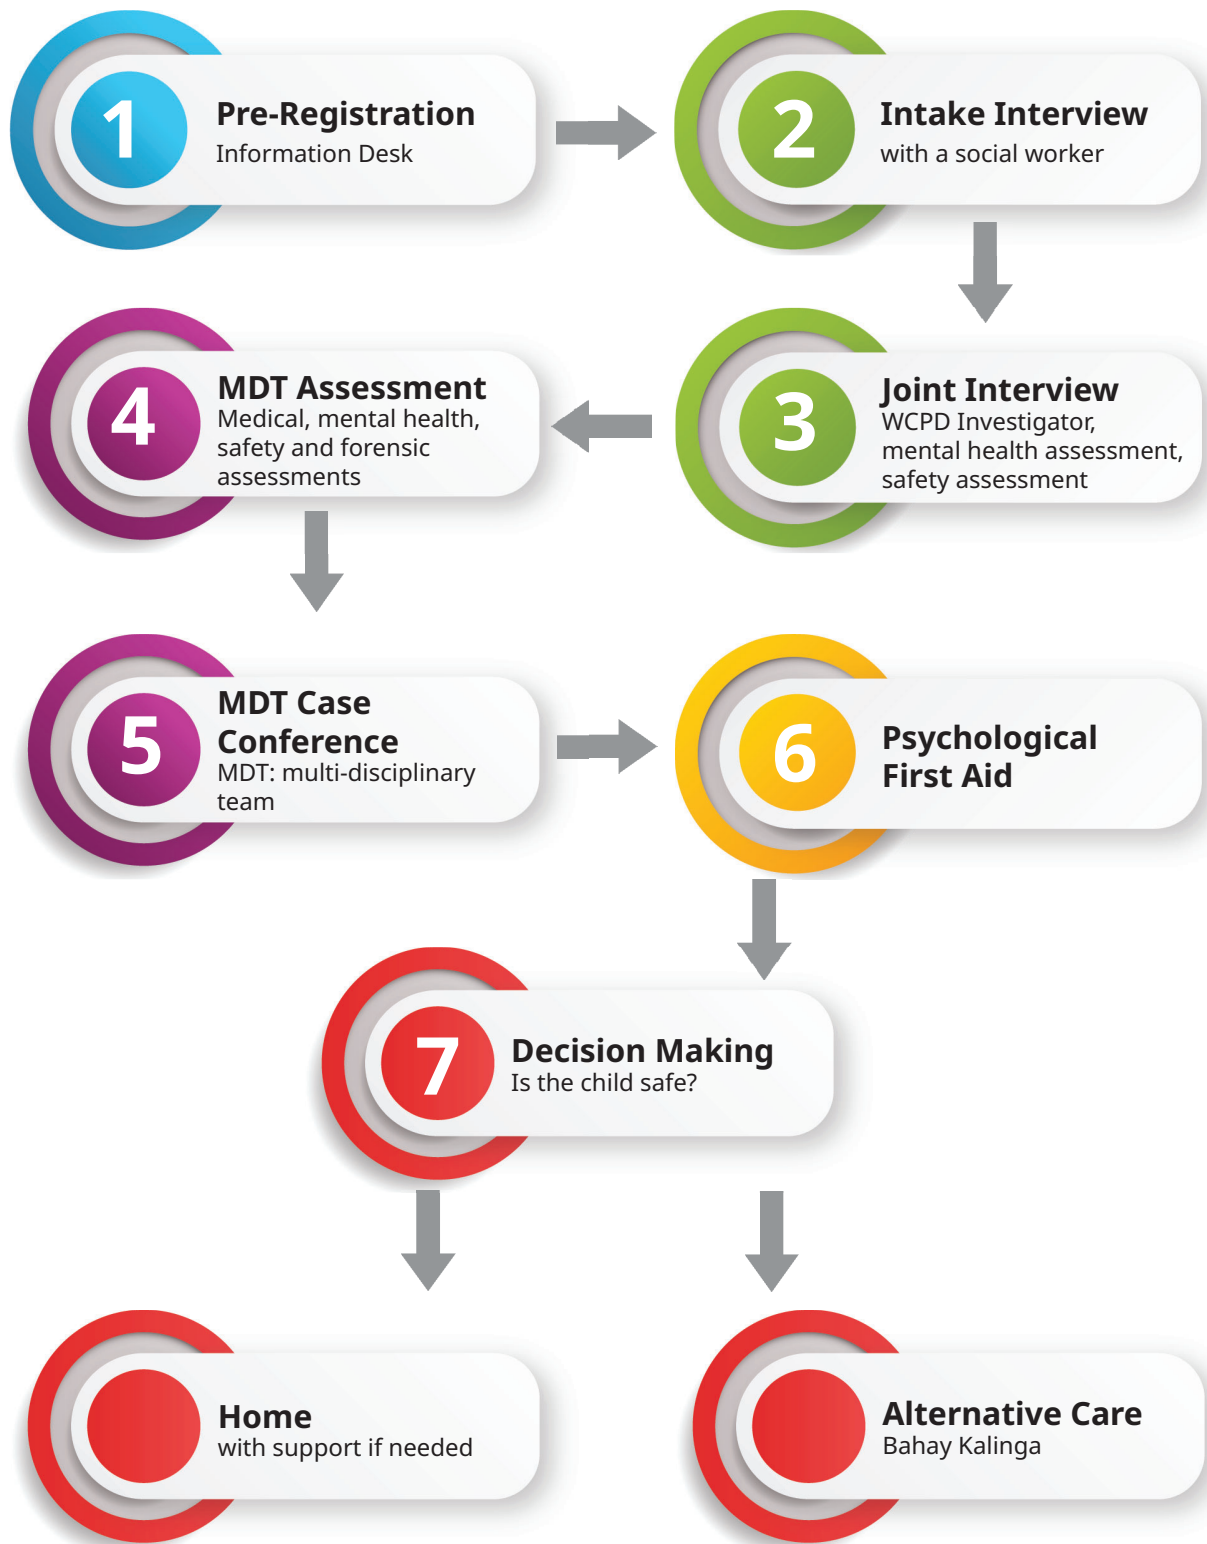 1
Pre-Registration
Information Desk
2
Intake Interview
with a social worker
3
Joint Interview
WCPD Investigator,
mental health assessment,
safety assessment
4
MDT Assessment
Medical, mental health,
safety and forensic
assessments
5
MDT Case
Conference
MDT: multi-disciplinary
team
6
Psychological
First Aid
7
Decision Making
Is the child safe?
Home
with support if needed
Alternative Care
Bahay Kalinga